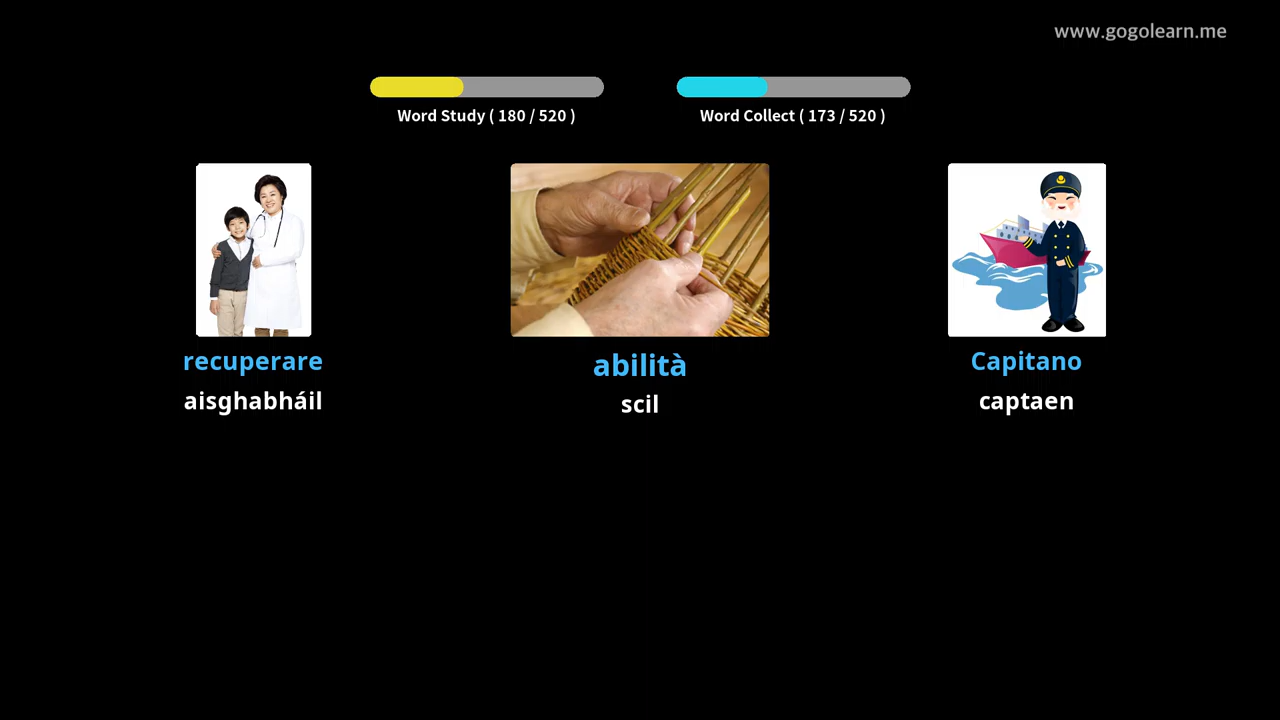 www.gogolearn.me
Word Study ( 180 / 520 )
Word Collect ( 173 / 520 )
recuperare
aisghabháil
abilità
scil
Capitano
captaen